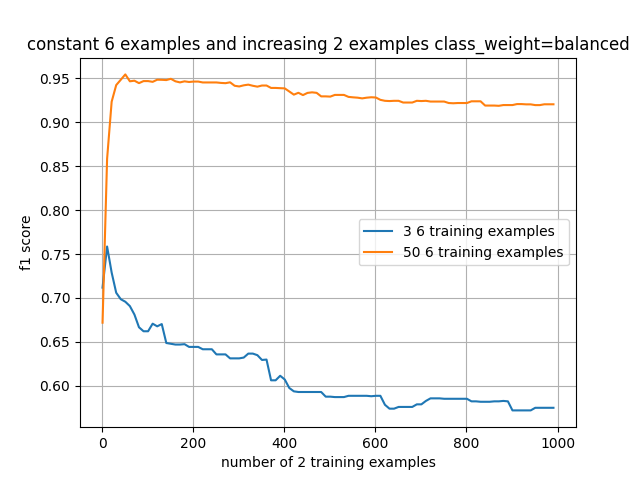 constant 6 examples and increasing 2 examples class_weight=balanced
0.95
0.90
0.85
0.80
0.75
0.70
0.65
0.60
f1 score
3 6 training examples
50 6 training examples
0 200 400 600 800 1000
number of 2 training examples